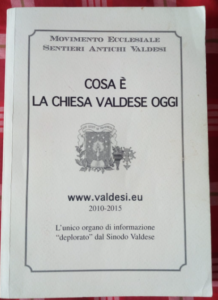 MOVIMENTO ECCLESIALE
SENTIERI ANTICHI VALDESI
COSA È
LA CHIESA VALDESE OGGI
www.valdesi.eu
2010-2015
L'unico organo di informazione
"deplorato" dal Sinodo Valdese